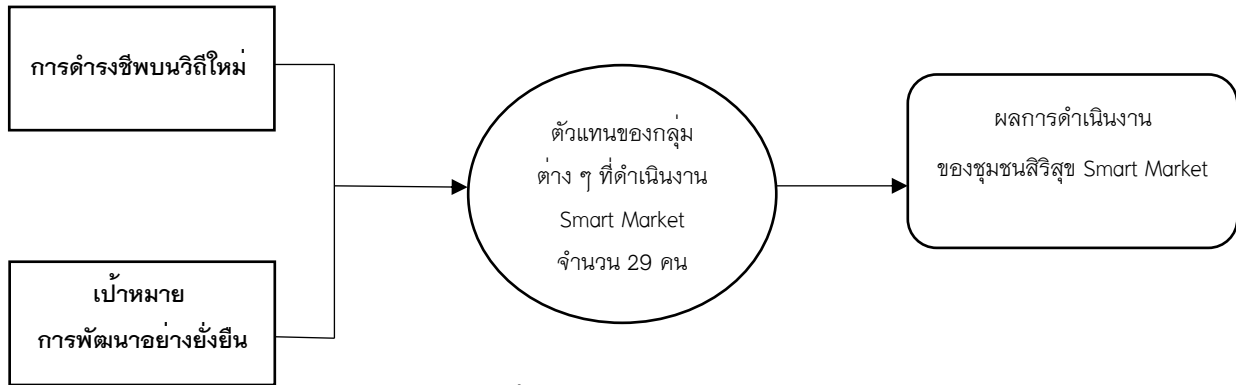 การดำรงชีพบนวิถีใหม่
เป้าหมาย
การพัฒนาอย่างยั่งยืน
ตัวแทนของกลุ่ม
ต่าง ๆ ที่ดำเนินงาน
Smart Market
จำนวน 29 คน
ผลการดำเนินงาน
ของชุมชนสิริสุข Smart Market